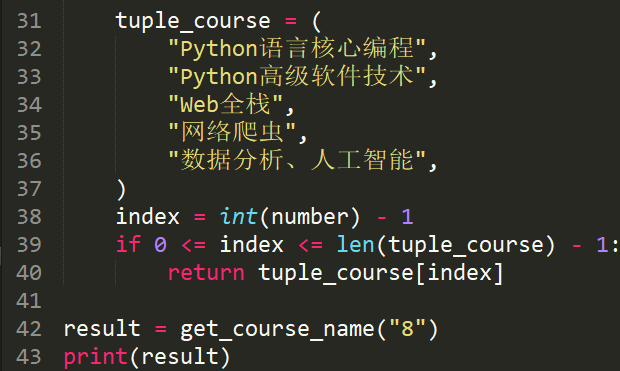 31 tuple_course = (
32 "Python语言核心编程",
33 "Python高级软件技术",
34 "Web全栈",
35 "网络爬虫",
36 "数据分析、人工智能",
37 )
38 index = int(number) - 1
39 if 0 <= index <= len(tuple_course) - 1:
40 return tuple_course[index]
41
42 result = get_course_name("8")
43 print(result)